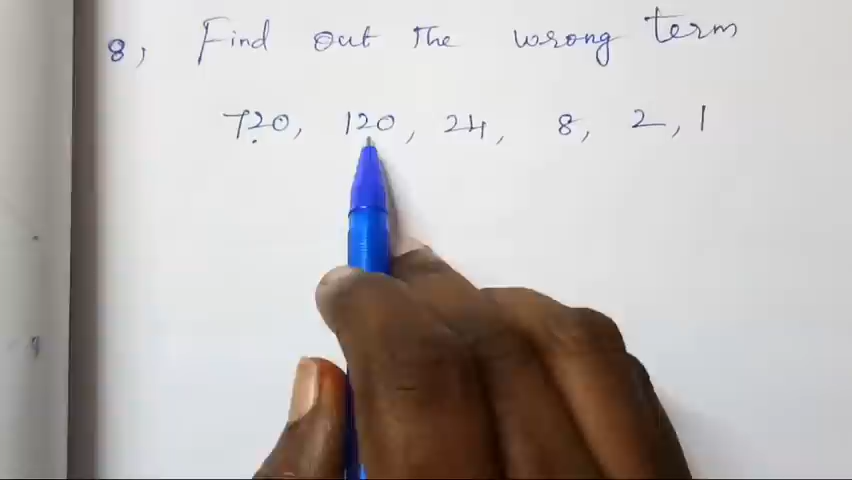 8, Find out the wrong term
720, 120, 24, 8, 2, 1